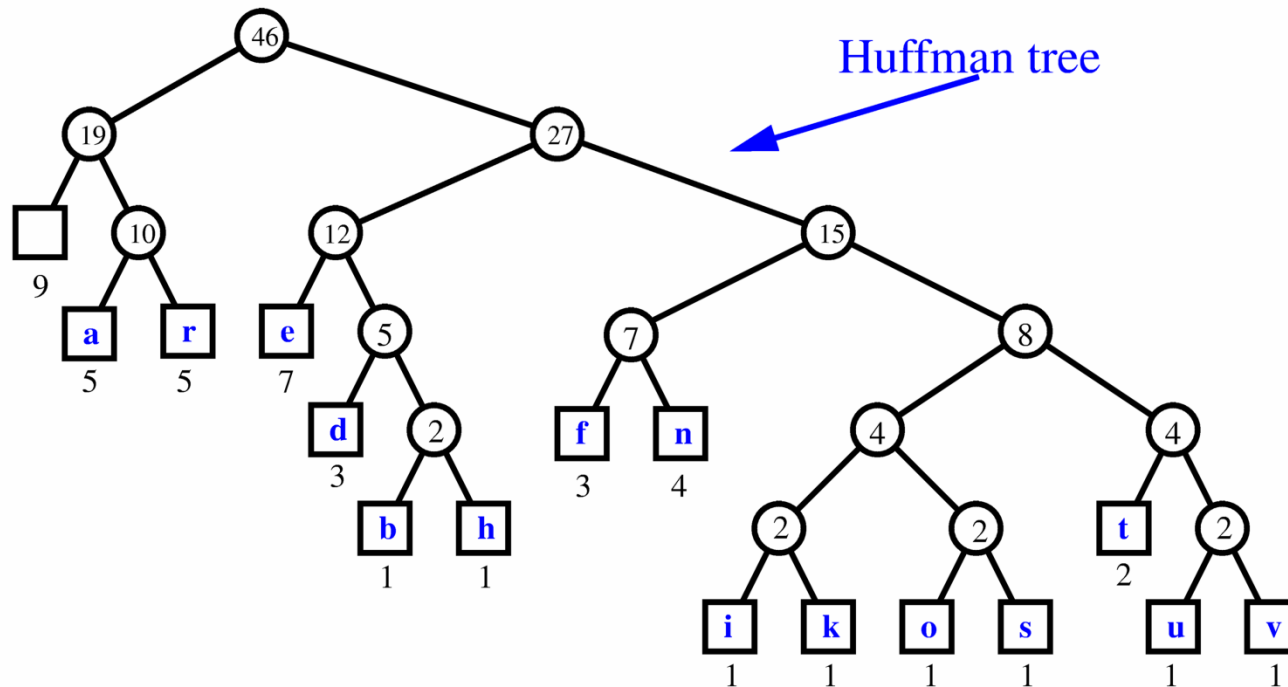 46
Huffman tree
19 27
10 12 15
9
a r e 5 7 8
5 5 7
d 2 f n 4 4
3 3 4
b h 2 2 t 2
1 1 2
i k o s u v
1 1 1 1 1 1